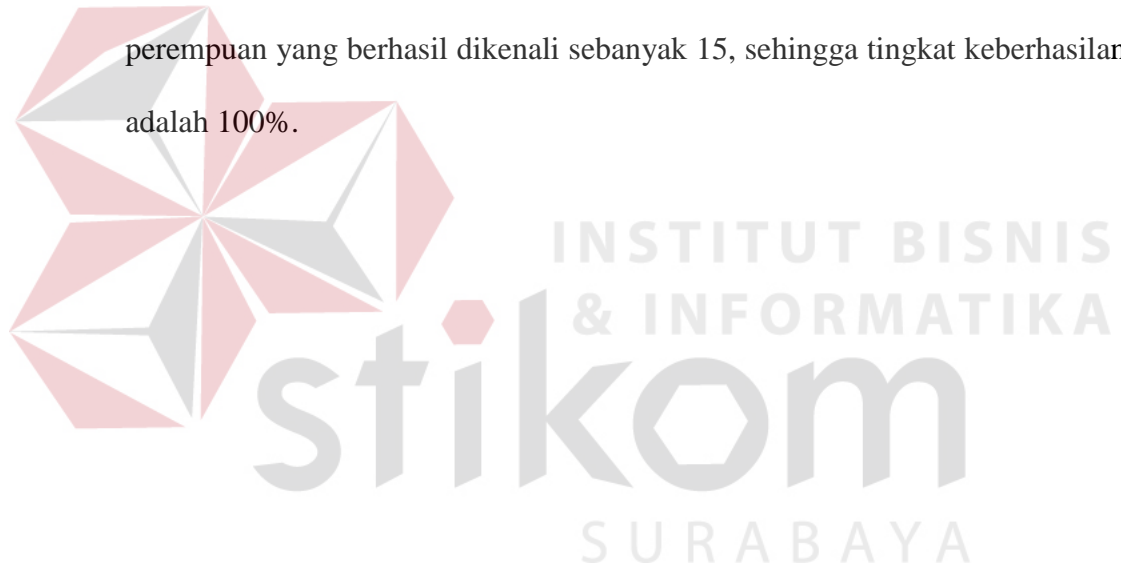 perempuan yang berhasil dikenali sebanyak 15, sehingga tingkat keberhasilan
adalah 100%.
INSTITUT BISNIS
& INFORMATIKA
stikom
SURABAYA